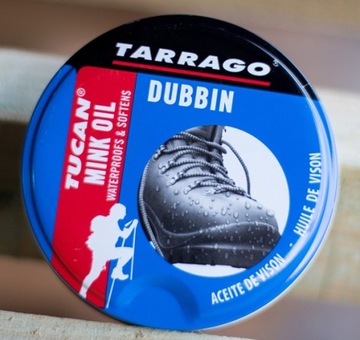 TARRAGO®
DUBBIN
TUCAN®
MINK OIL
WATERPROOFS & SOFTENS
ACEITE DE VISON - HUILE DE VISON